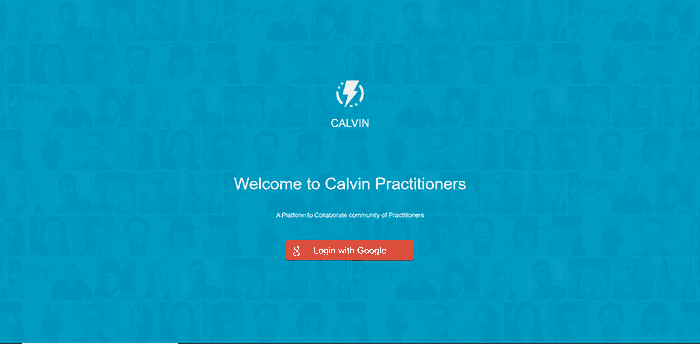 CALVIN
Welcome to Calvin Practitioners
A Platform to Collaborate community of Practitioners
Login with Google